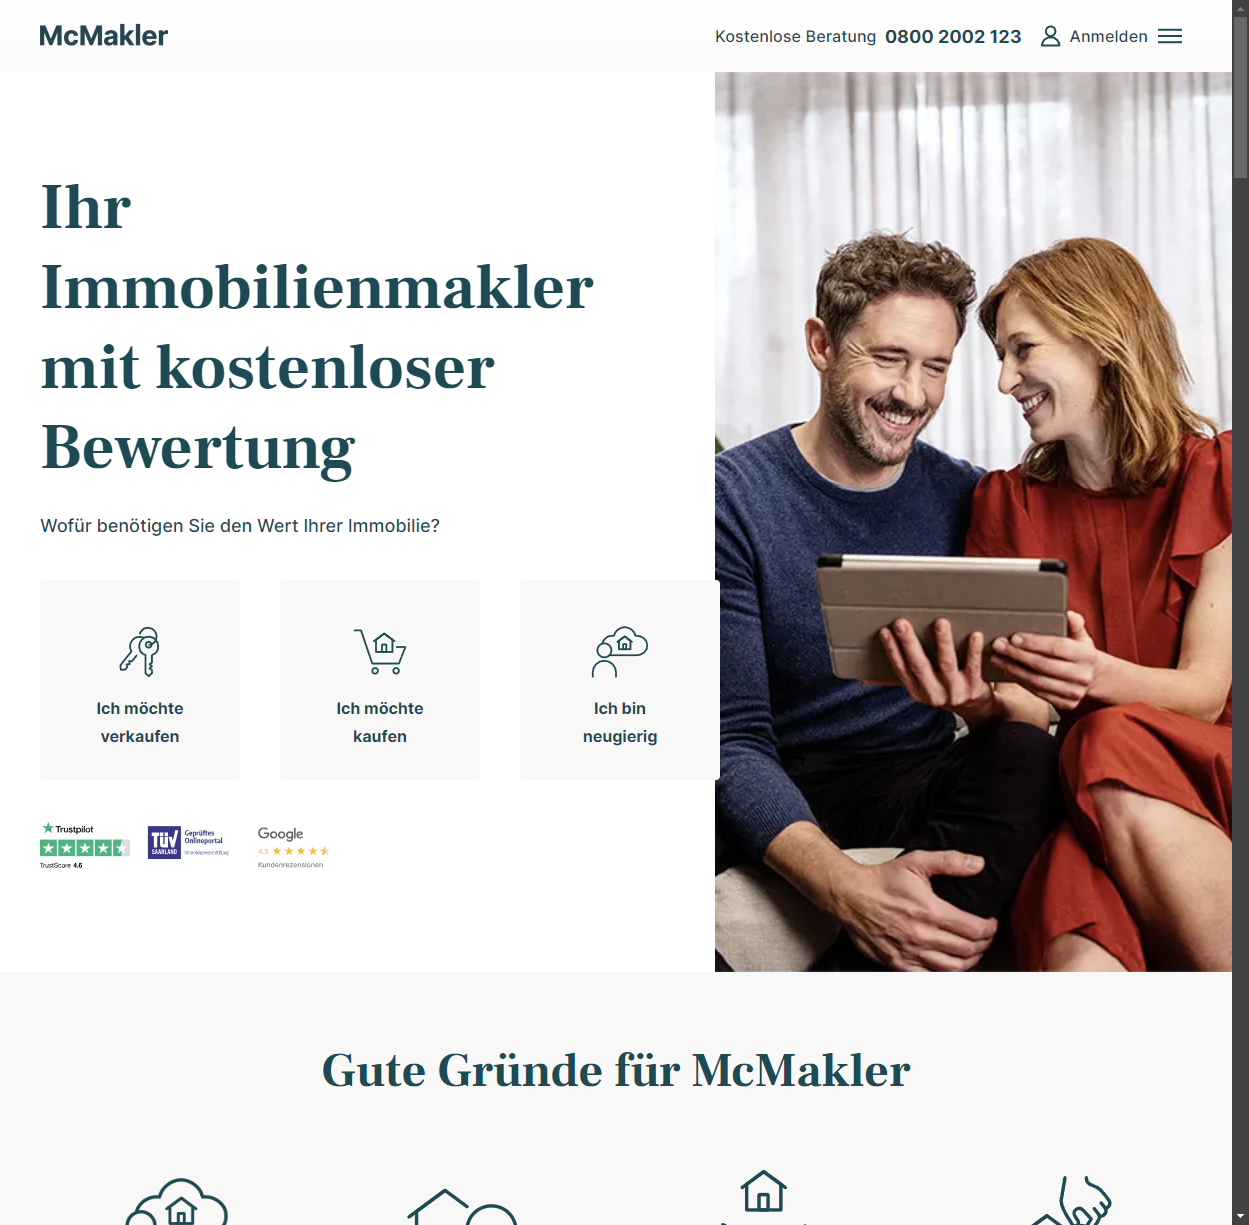 McMakler
Kostenlose Beratung 0800 2002 123
Anmelden
Ihr
Immobilienmakler
mit kostenloser
Bewertung
Wofür benötigen Sie den Wert Ihrer Immobilie?
Ich möchte
verkaufen
Ich möchte
kaufen
Ich bin
neugierig
Trustpilot
TrustScore 4.6
TÜV
SAARLAND
Geprüftes
Onlineportal
Immobilienvermittlung
Google
4.5
Kundenrezensionen
Gute Gründe für McMakler